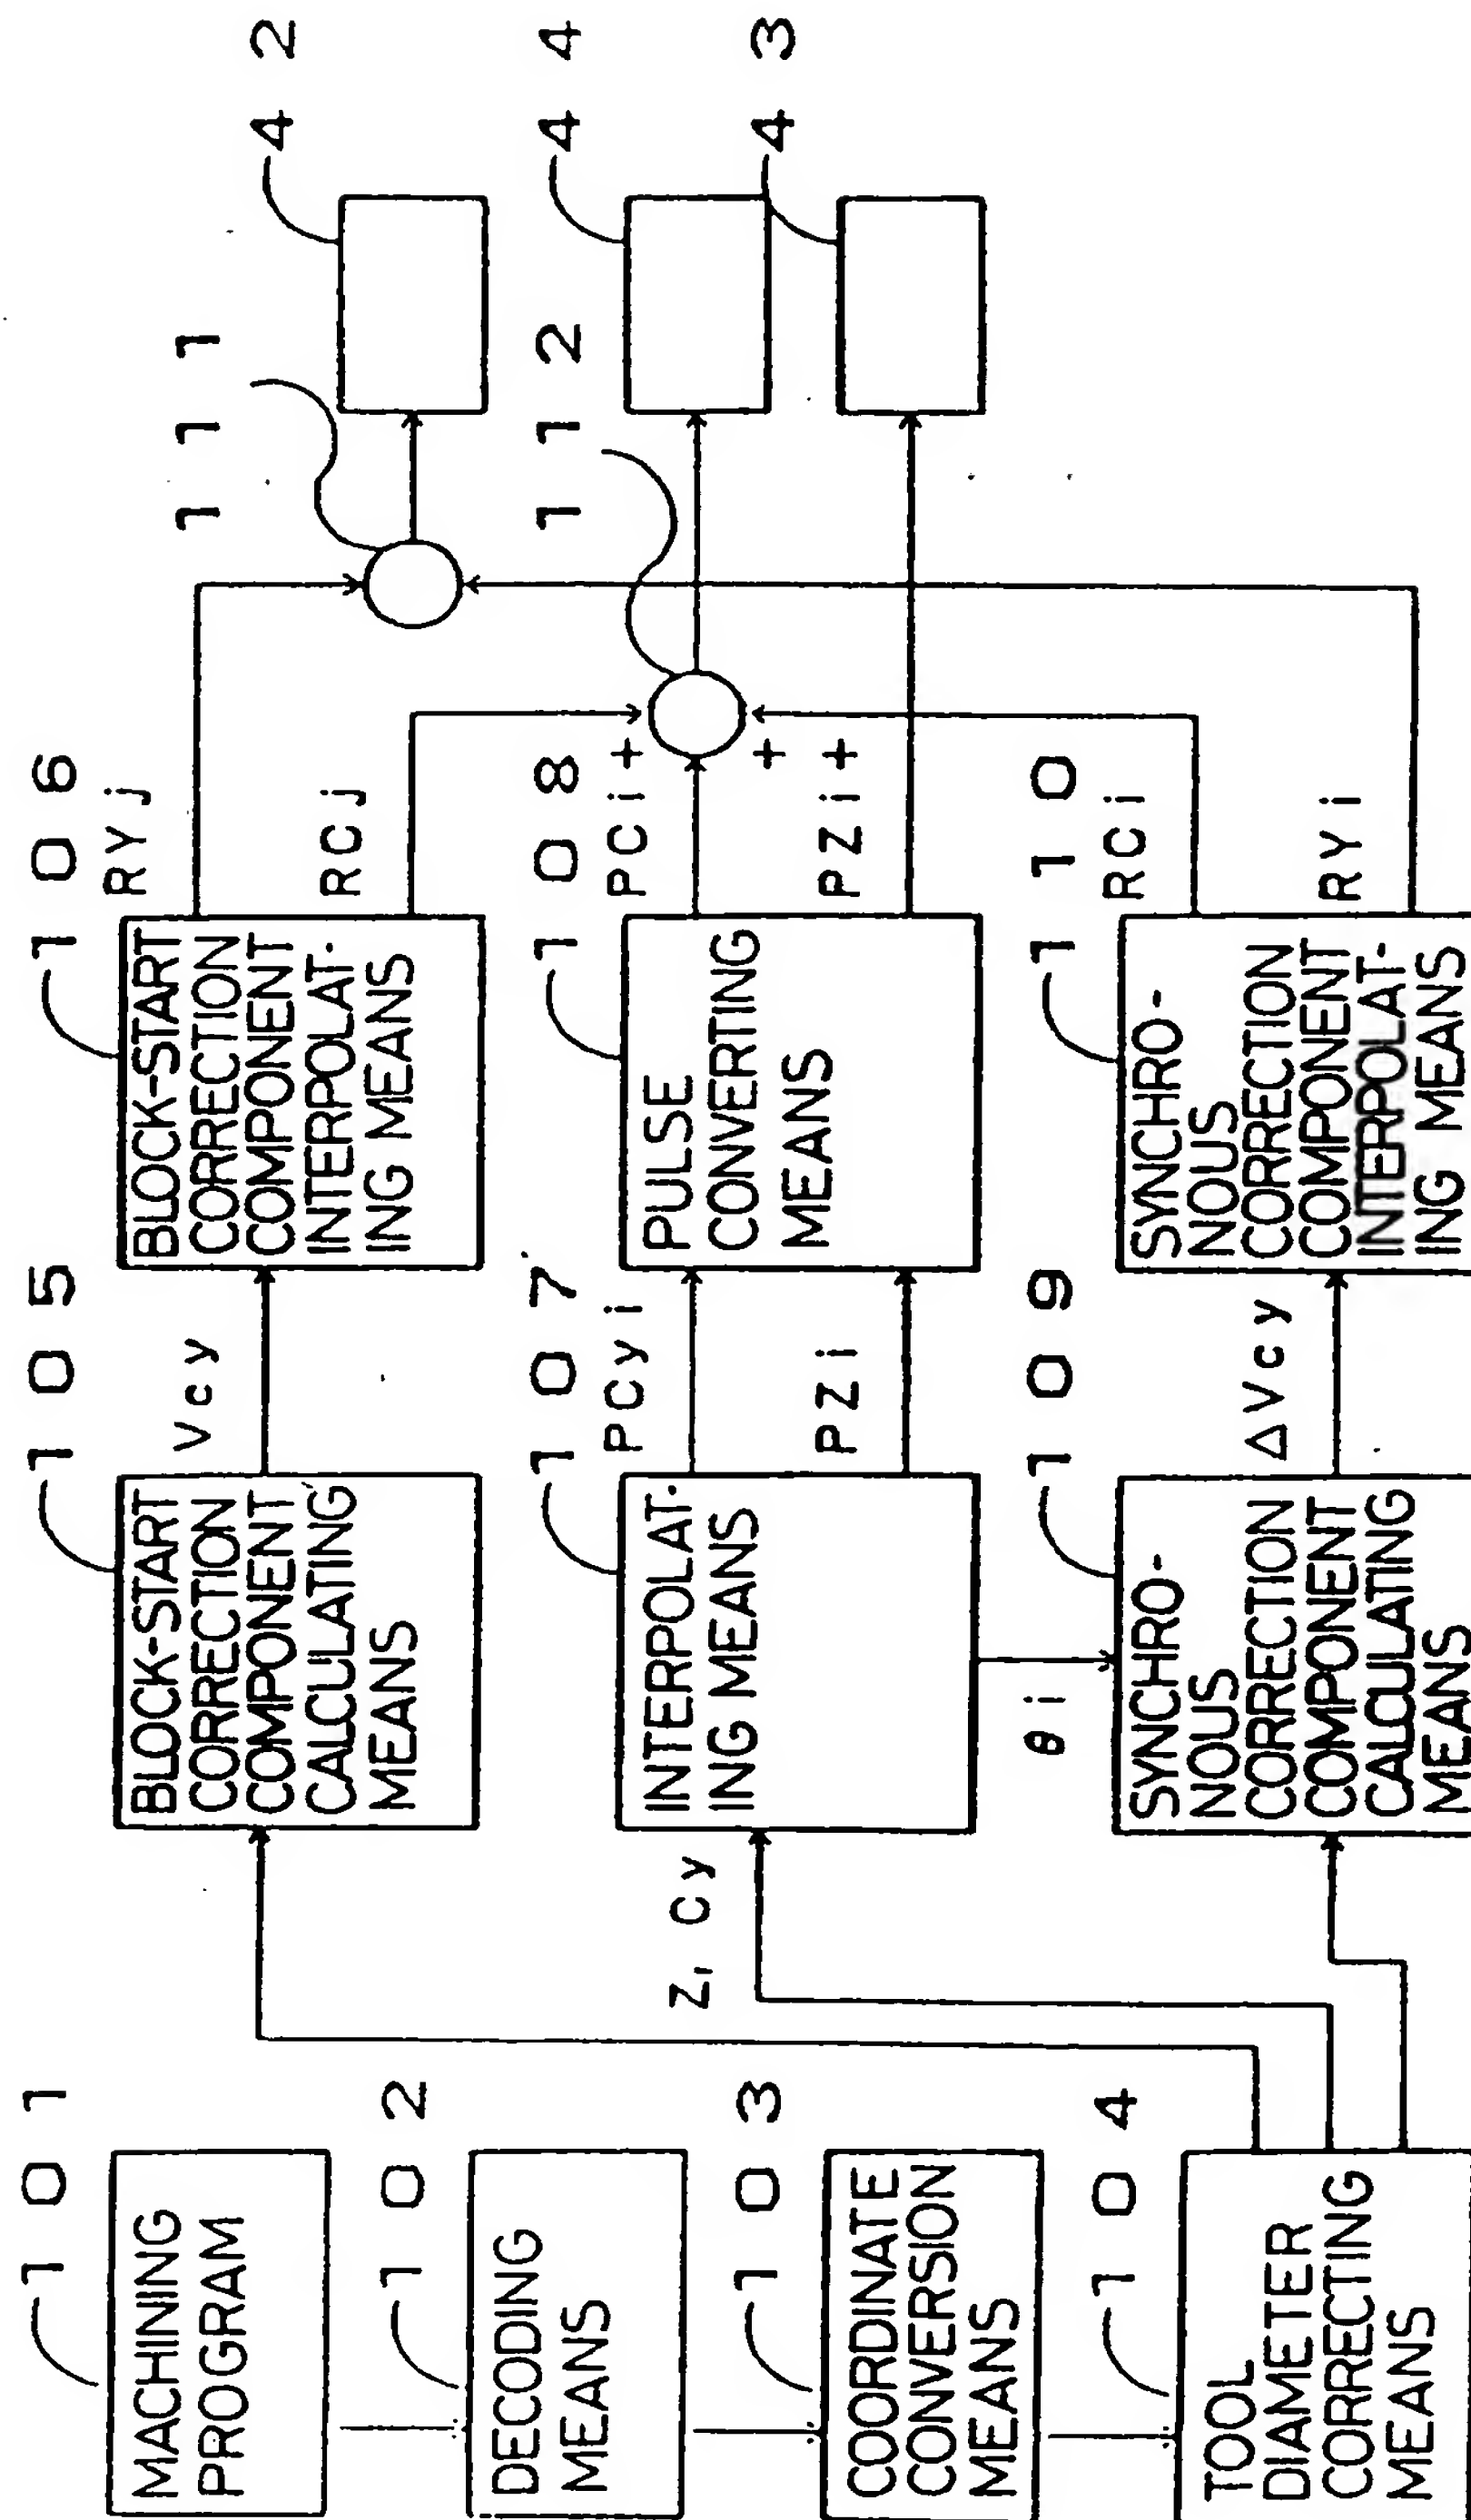 101
MACHINING
PROGRAM
102
DECODING
MEANS
103
COORDINATE
CONVERSION
MEANS
104
TOOL
DIAMETER
CORRECTING
MEANS
Z, Cy
105
BLOCK-START
CORRECTION
COMPONENT
CALCULATING
MEANS
Vcy
107
INTERPOLAT-
ING MEANS
PCyi
PZi
θi
109
SYNCHRO-
NOUS
CORRECTION
COMPONENT
CALCULATING
MEANS
ΔVcy
106
BLOCK-START
CORRECTION
COMPONENT
INTERPOLAT-
ING MEANS
RYj
RCj
108
PULSE
CONVERTING
MEANS
PCi+
+
PZi+
110
SYNCHRO-
NOUS
CORRECTION
COMPONENT
INTERPOLAT-
ING MEANS
RCi
RYi
111
112
42
44
43